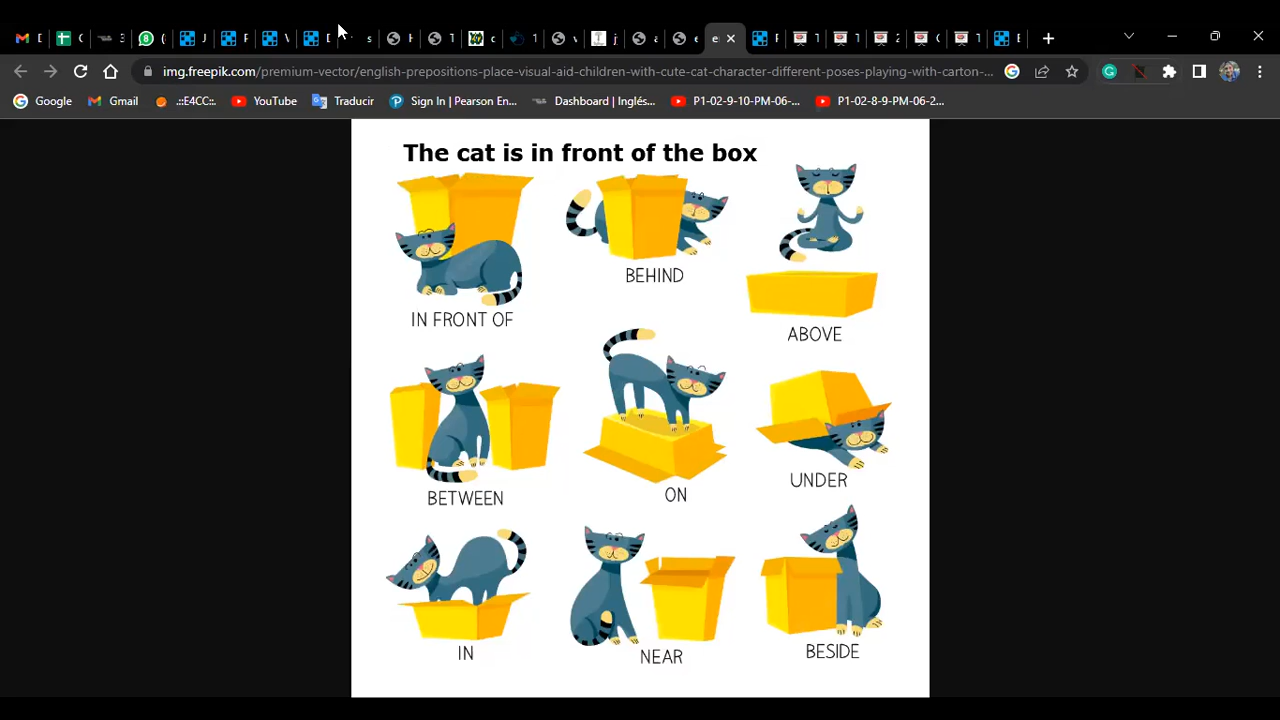 img.freepik.com/premium-vector/english-prepositions-place-visual-aid-children-with-cute-cat-character-different-poses-playing-with-carton-...
Google
Gmail
.::E4CC::.
YouTube
Traducir
Sign In | Pearson En...
Dashboard | Inglés...
P1-02-9-10-PM-06-...
P1-02-8-9-PM-06-2...
The cat is in front of the box
IN FRONT OF
BEHIND
ABOVE
BETWEEN
ON
UNDER
IN
NEAR
BESIDE